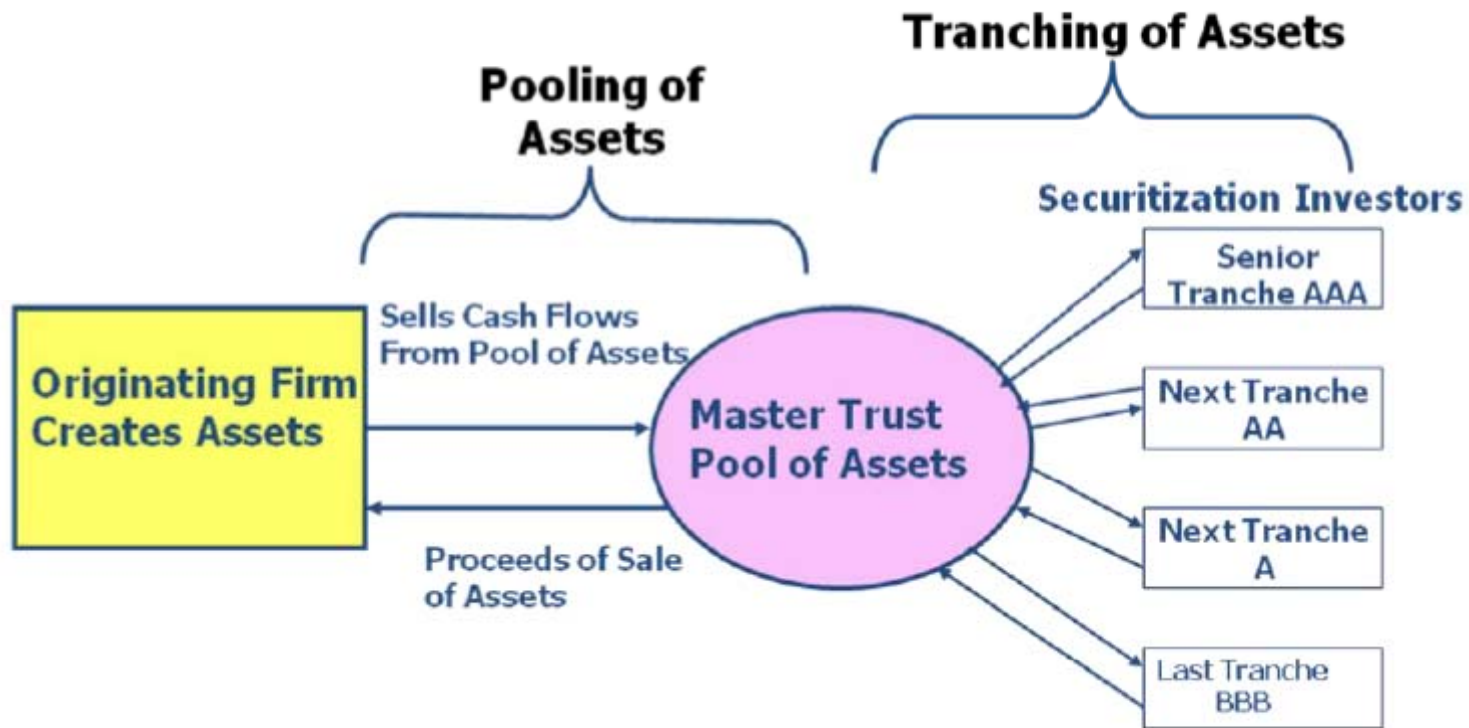 Tranching of Assets
Pooling of
Assets
Securitization Investors
Senior
Tranche AAA
Sells Cash Flows
From Pool of Assets
Originating Firm
Creates Assets
Master Trust
Pool of Assets
Next Tranche
AA
Next Tranche
A
Proceeds of Sale
of Assets
Last Tranche
BBB